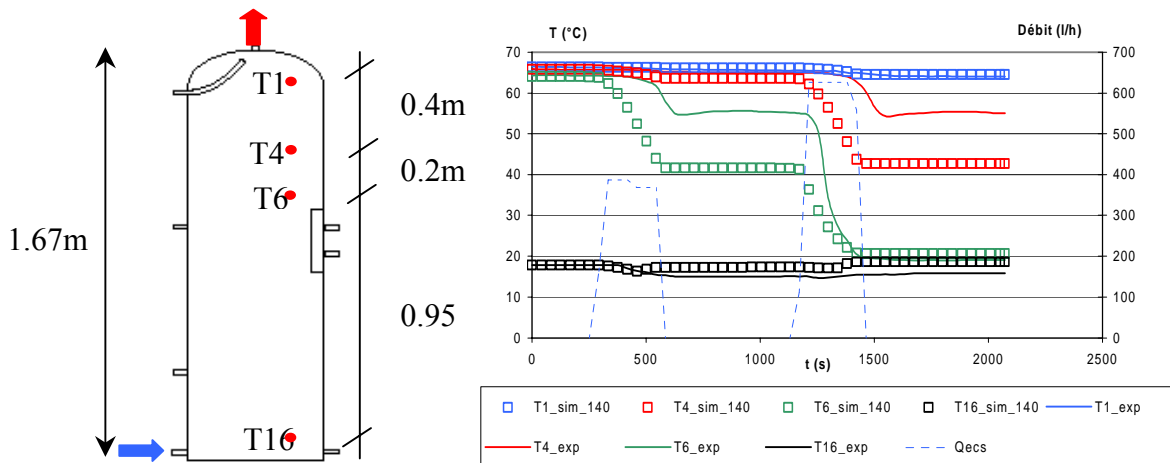 T1
T4
T6
T16
1.67m
0.4m
0.2m
0.95
T (°C)
Débit (l/h)
70
60
50
40
30
20
10
0
700
600
500
400
300
200
100
0
0
500
1000
1500
2000
2500
t (s)
T1_sim_140
T4_sim_140
T6_sim_140
T16_sim_140
T1_exp
T4_exp
T6_exp
T16_exp
Qecs